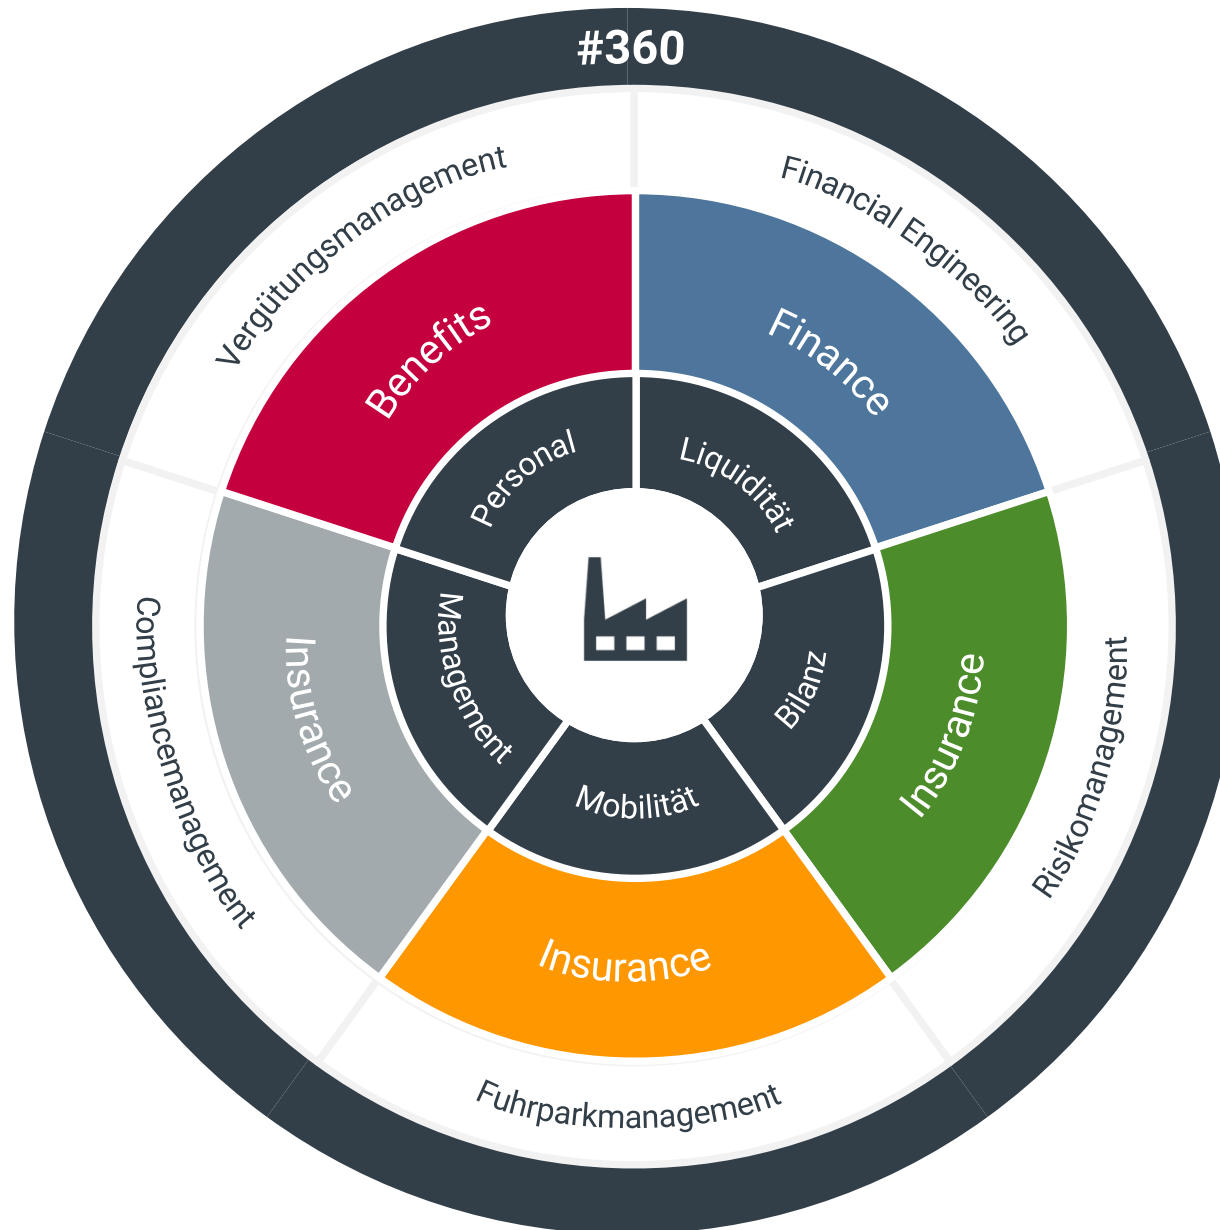 #360
Vergütungsmanagement
Financial Engineering
Benefits
Finance
Personal
Liquidität
Compliancemanagement
Insurance
Management
Bilanz
Insurance
Risikomanagement
Mobilität
Insurance
Fuhrparkmanagement